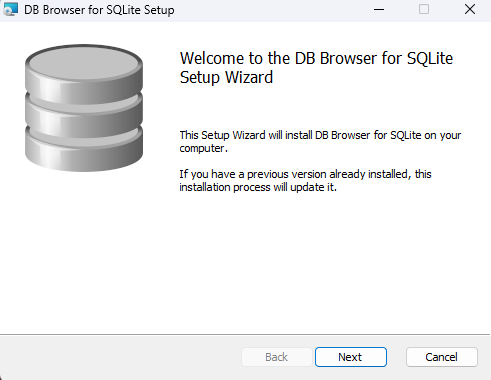 DB Browser for SQLite Setup
Welcome to the DB Browser for SQLite
Setup Wizard
This Setup Wizard will install DB Browser for SQLite on your
computer.
If you have a previous version already installed, this
installation process will update it.
Back
Next
Cancel